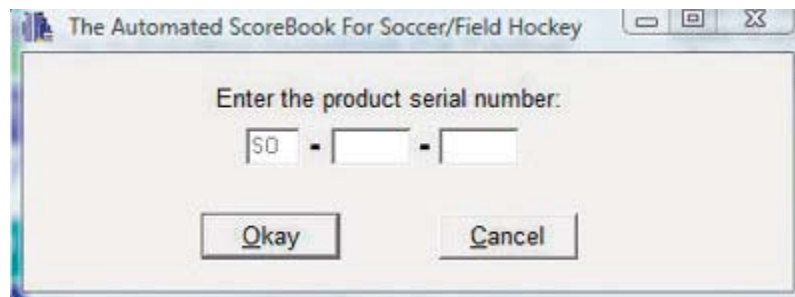 The Automated ScoreBook For Soccer/Field Hockey
Enter the product serial number:
SO - -
Okay Cancel